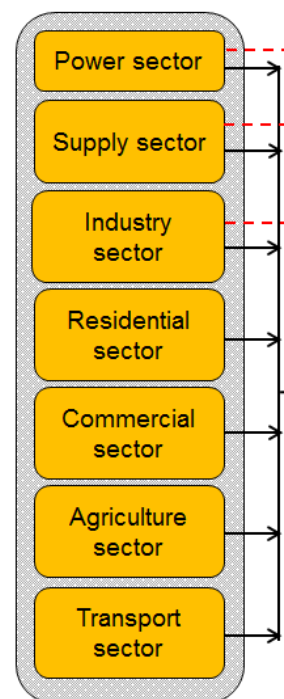 Power sector
Supply sector
Industry
sector
Residential
sector
Commercial
sector
Agriculture
sector
Transport
sector